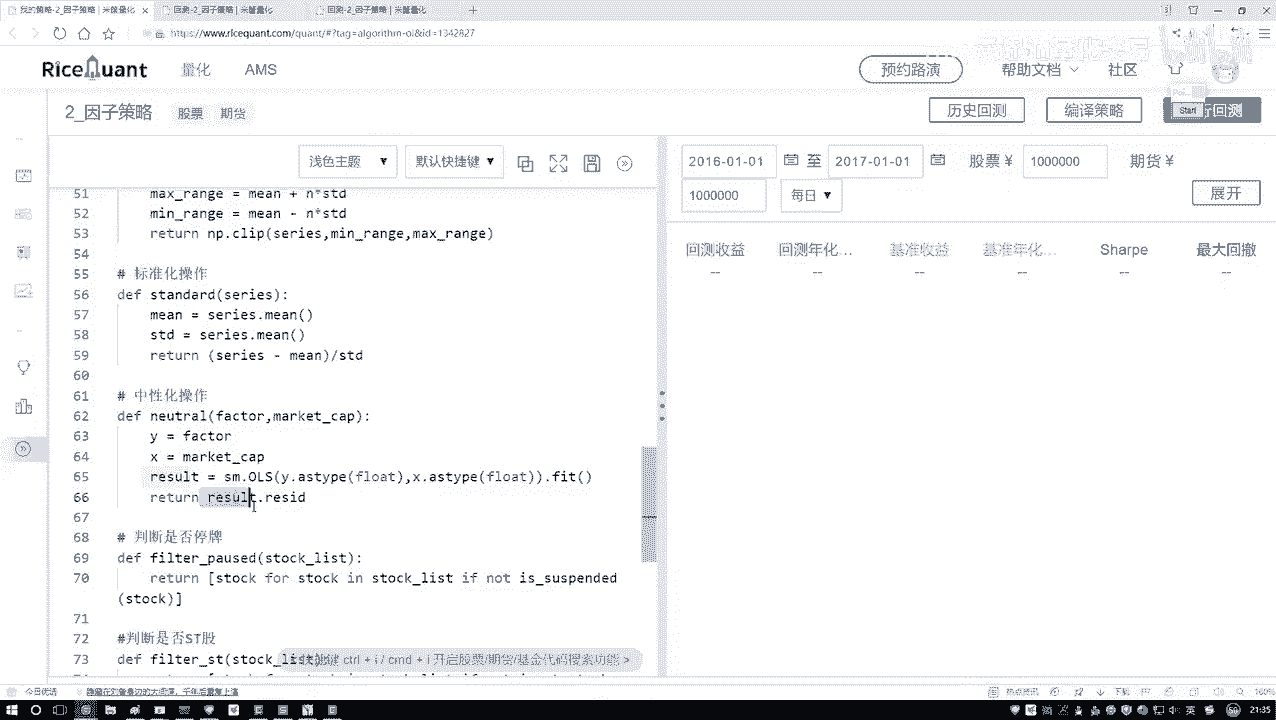 我的策略-2_因子策略 | 米筐量化
回测-2_因子策略 | 米筐量化
回测-2_因子策略 | 米筐量化
https://www.ricequant.com/quant/#?tag=algorithm-ol&id=1342827
RiceQuant 量化 AMS 预约路演 帮助文档 社区
2_因子策略 股票 期货 历史回测 编译策略 行回测
Start
浅色主题 默认快捷键
2016-01-01 至 2017-01-01 股票 ¥ 1000000 期货 ¥
1000000 每日 展开
回测收益 回测年化... 基准收益 基准年化... Sharpe 最大回撤
-- -- -- -- -- --
51 max_range = mean + n*std
52 min_range = mean - n*std
53 return np.clip(series,min_range,max_range)
54
55 # 标准化操作
56 def standard(series):
57 mean = series.mean()
58 std = series.mean()
59 return (series - mean)/std
60
61 # 中性化操作
62 def neutral(factor,market_cap):
63 y = factor
64 x = market_cap
65 result = sm.OLS(y.astype(float),x.astype(float)).fit()
66 return result.resid
67
68 # 判断是否停牌
69 def filter_paused(stock_list):
70 return [stock for stock in stock_list if not is_suspended
(stock)]
71
72 #判断是否ST股
73 def filter_st(stock_list):
ctrl + i, cmd + i 开启股票/期货/基金代码搜索功能 >
今日优选
21:35